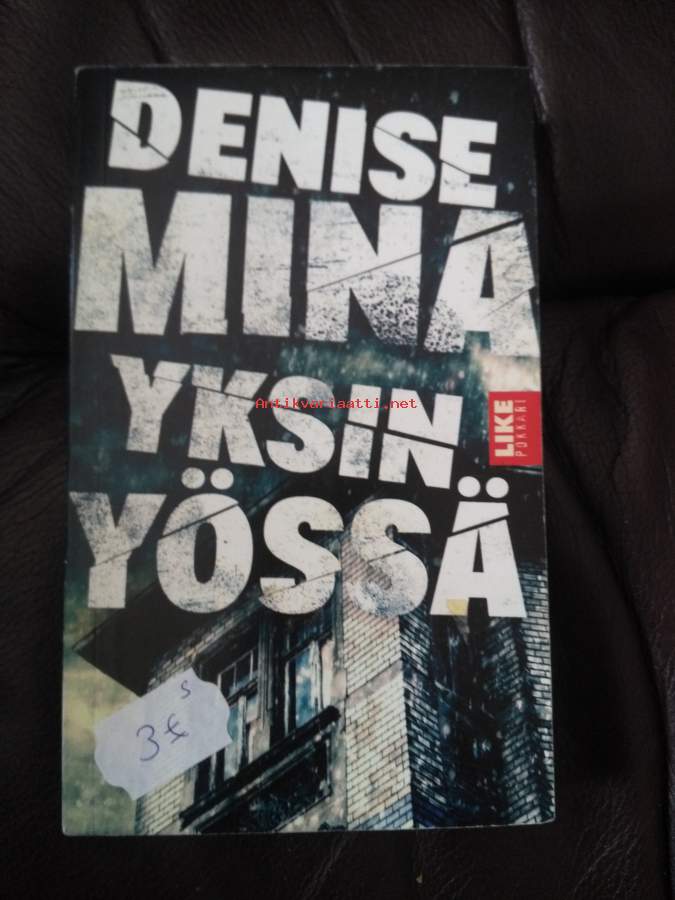 DENISE
MINA
YKSIN
Antikvariaatti.net
LIKE
POKKARI
YÖSSÄ
3€ s